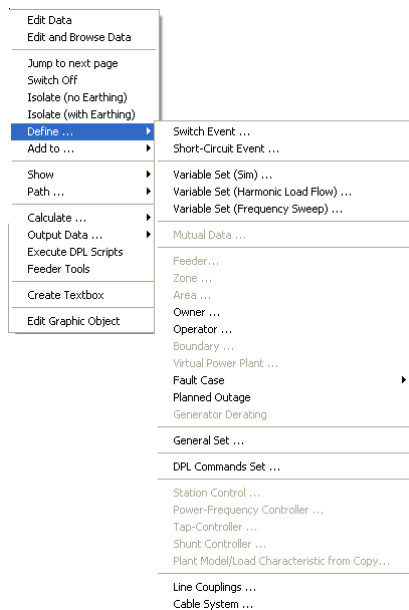 Edit Data
Edit and Browse Data
Jump to next page
Switch Off
Isolate (no Earthing)
Isolate (with Earthing)
Define ...
Add to ...
Show
Path ...
Calculate ...
Output Data ...
Execute DPL Scripts
Feeder Tools
Create Textbox
Edit Graphic Object
Switch Event ...
Short-Circuit Event ...
Variable Set (Sim) ...
Variable Set (Harmonic Load Flow) ...
Variable Set (Frequency Sweep) ...
Mutual Data ...
Feeder...
Zone ...
Area ...
Owner ...
Operator ...
Boundary ...
Virtual Power Plant ...
Fault Case
Planned Outage
Generator Derating
General Set ...
DPL Commands Set ...
Station Control ...
Power-Frequency Controller ...
Tap-Controller ...
Shunt Controller ...
Plant Model/Load Characteristic from Copy...
Line Couplings ...
Cable System ...